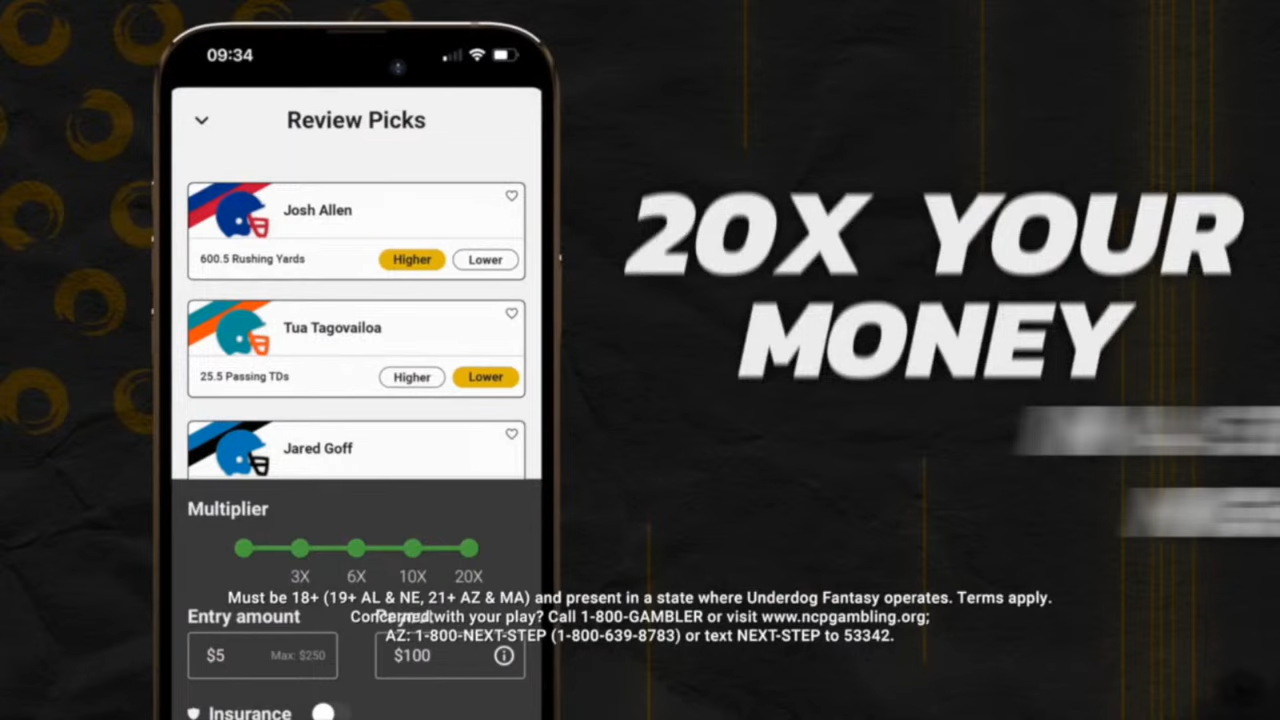 09:34
Review Picks
Josh Allen
600.5 Rushing Yards Higher Lower
Tua Tagovailoa
25.5 Passing TDs Higher Lower
Jared Goff
20X YOUR
MONEY
Multiplier
3X 6X 10X 20X
Must be 18+ (19+ AL & NE, 21+ AZ & MA) and present in a state where Underdog Fantasy operates. Terms apply.
Concerned with your play? Call 1-800-GAMBLER or visit www.ncpgambling.org;
AZ: 1-800-NEXT-STEP (1-800-639-8783) or text NEXT-STEP to 53342.
Entry amount
$5 Max: $250 $100
Insurance